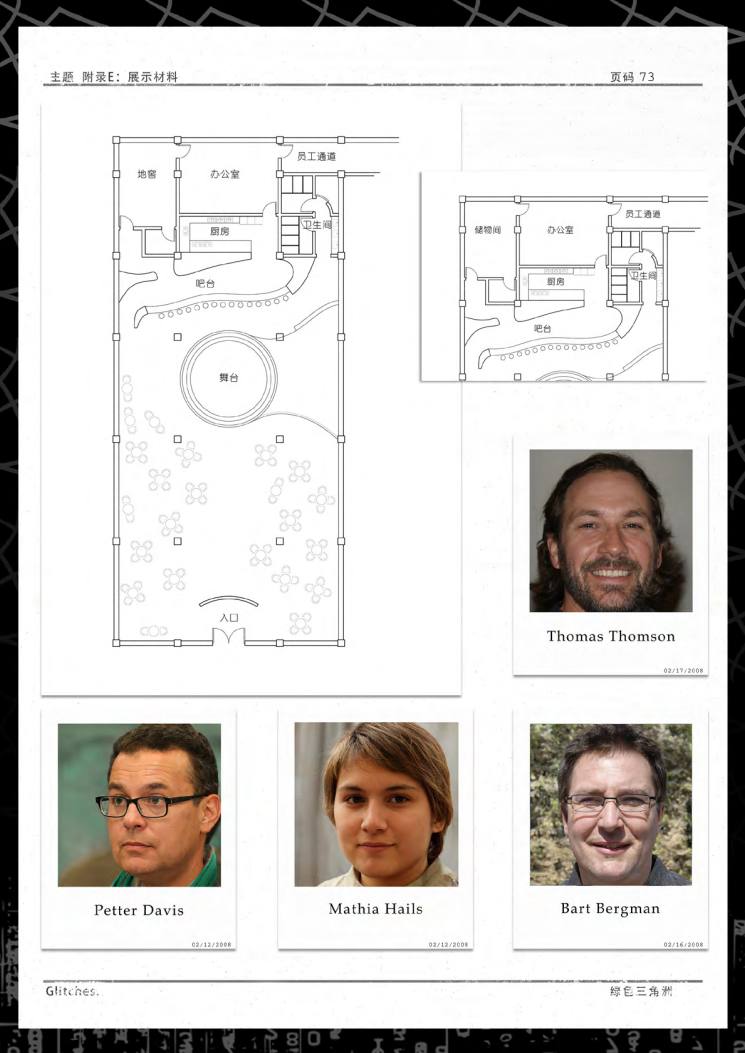 主题 附录E：展示材料
页码 73
地窖
办公室
员工通道
厨房
卫生间
吧台
舞台
入口
储物间
办公室
员工通道
厨房
卫生间
吧台
Thomas Thomson
02/17/2008
Petter Davis
02/12/2008
Mathia Hails
02/12/2008
Bart Bergman
02/16/2008
Glitches.
绿色三角洲